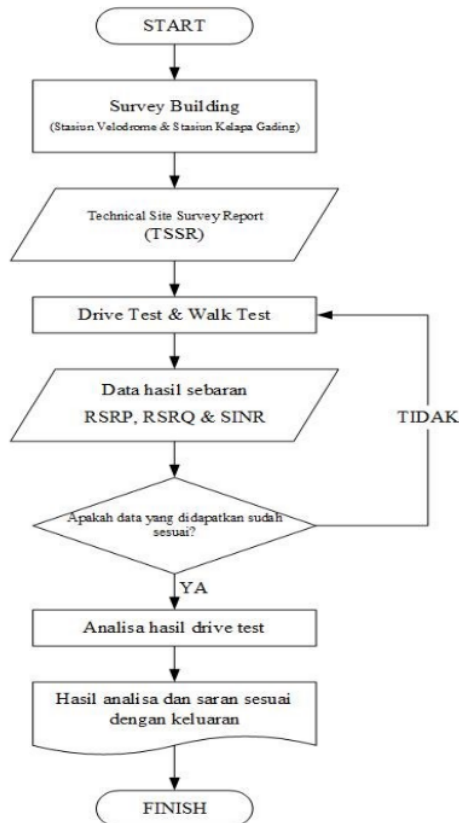 START
Survey Building
(Stasiun Velodrome & Stasiun Kelapa Gading)
Technical Site Survey Report
(TSSR)
Drive Test & Walk Test
Data hasil sebaran
RSRP, RSRQ & SINR
TIDAK
Apakah data yang didapatkan sudah
sesuai?
YA
Analisa hasil drive test
Hasil analisa dan saran sesuai
dengan keluaran
FINISH